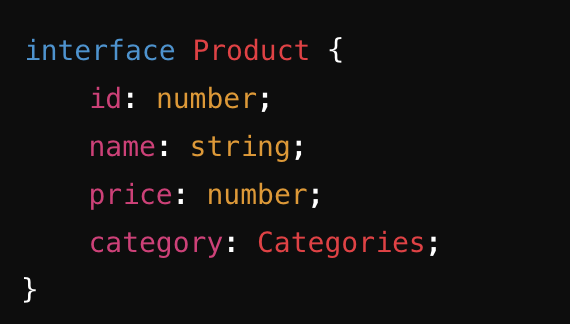 interface Product {
    id: number;
    name: string;
    price: number;
    category: Categories;
}